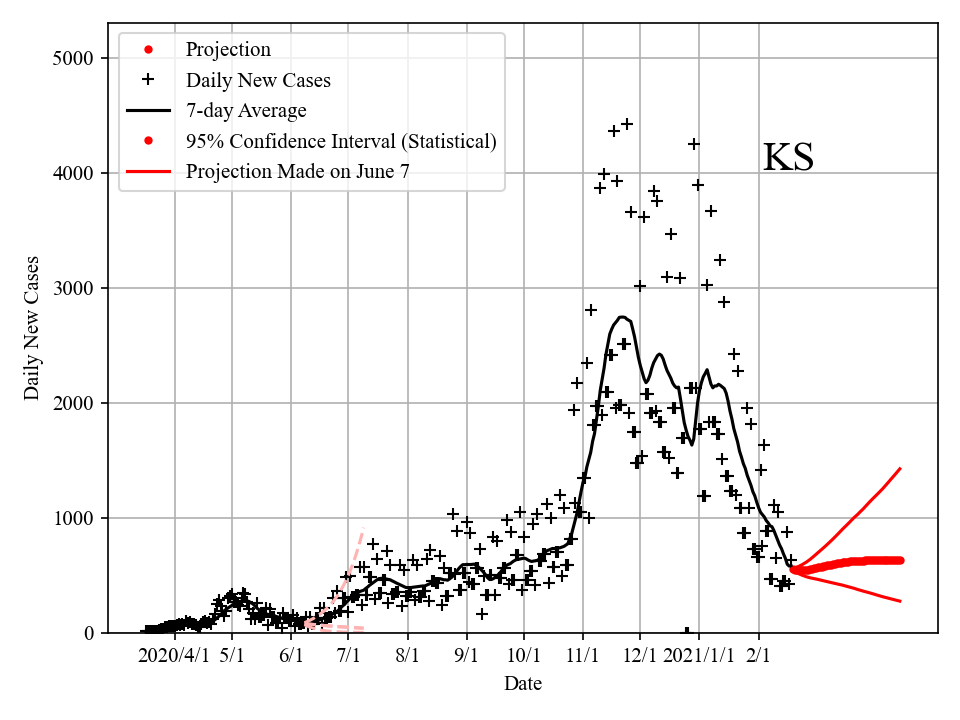 Projection
Daily New Cases
7-day Average
95% Confidence Interval (Statistical)
Projection Made on June 7
KS
5000
4000
3000
2000
1000
0
Daily New Cases
2020/4/1 5/1 6/1 7/1 8/1 9/1 10/1 11/1 12/1 2021/1/1 2/1
Date